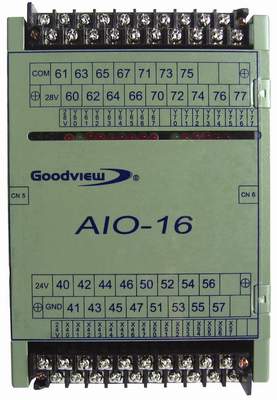 COM 61 63 65 67 71 73 75
28V 60 62 64 66 70 72 74 76 77
Goodview ®
CN 5
CN 6
AIO-16
24V 40 42 44 46 50 52 54 56
GND 41 43 45 47 51 53 55 57